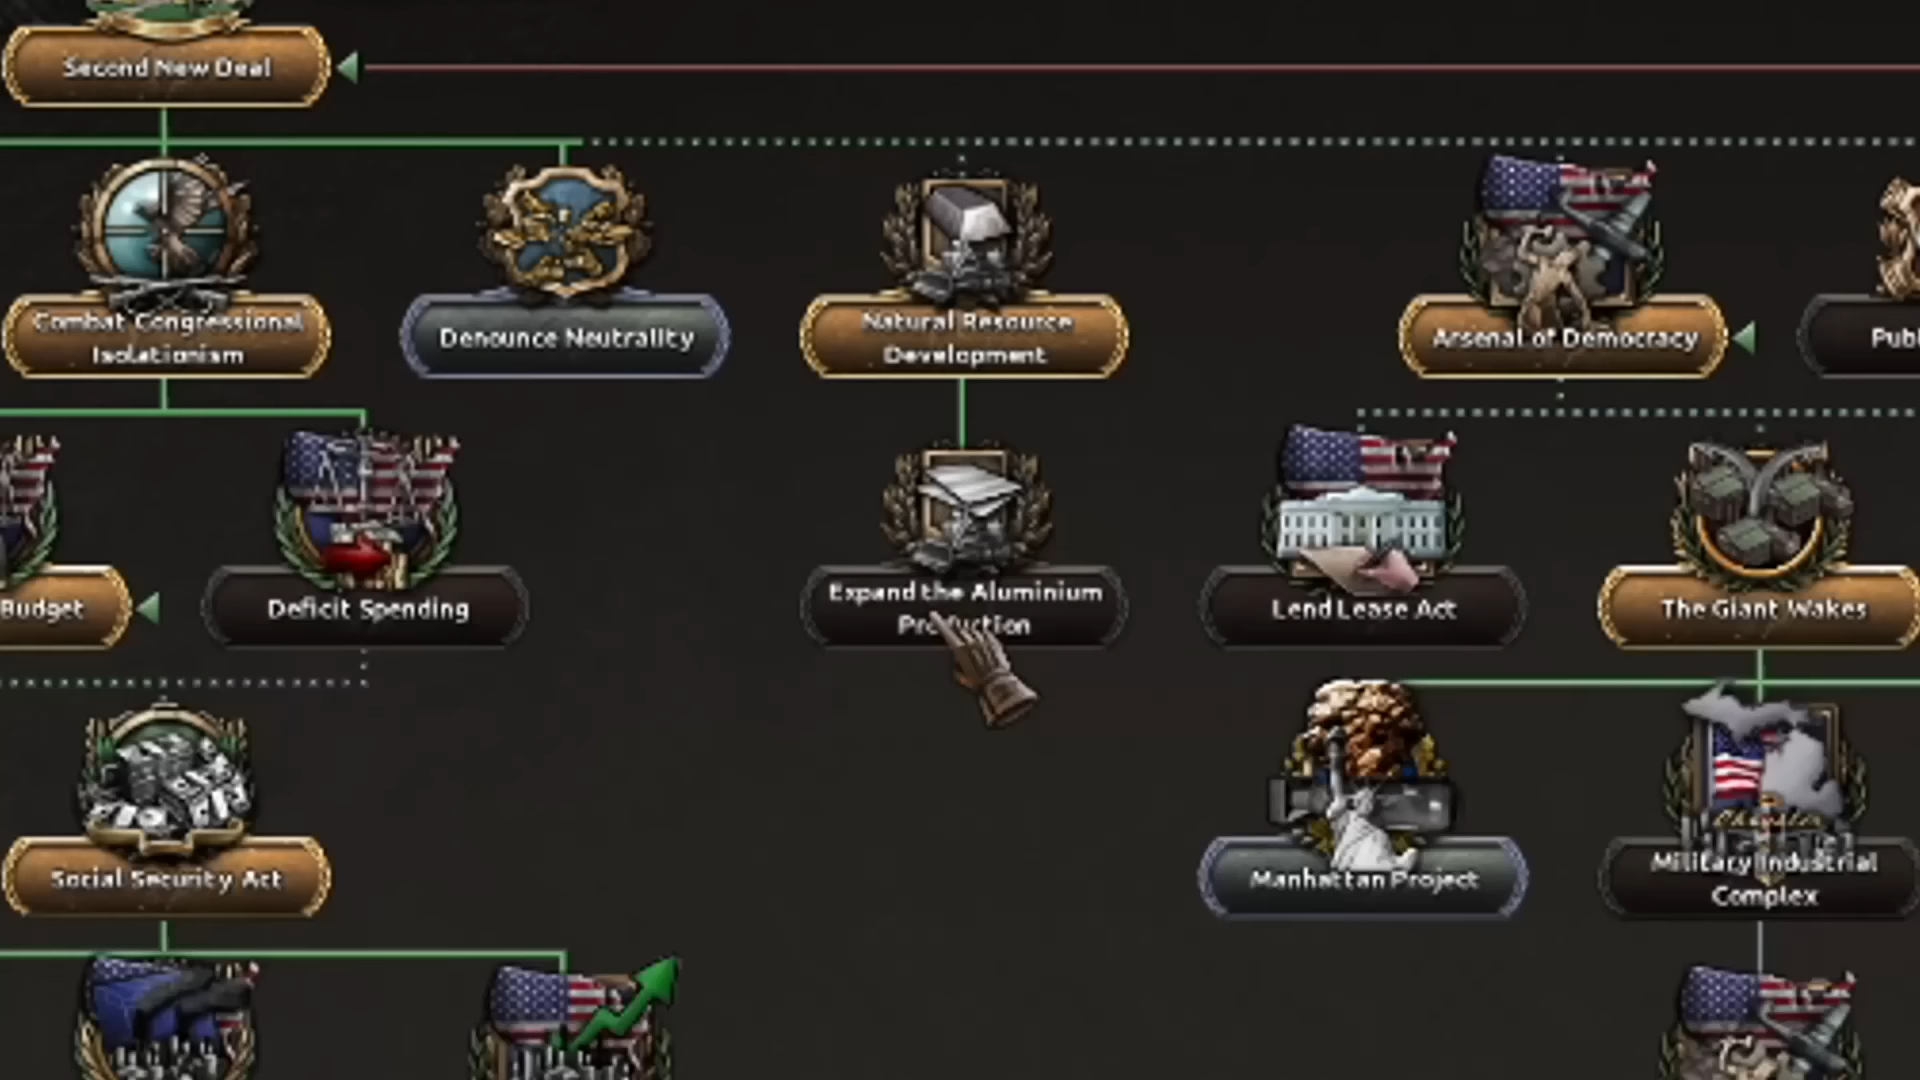 Second New Deal
Combat Congressional
Isolationism
Denounce Neutrality
Natural Resource
Development
Arsenal of Democracy
Budget
Deficit Spending
Expand the Aluminium
Production
Lend Lease Act
The Giant Wakes
Social Security Act
Manhattan Project
Military Industrial
Complex